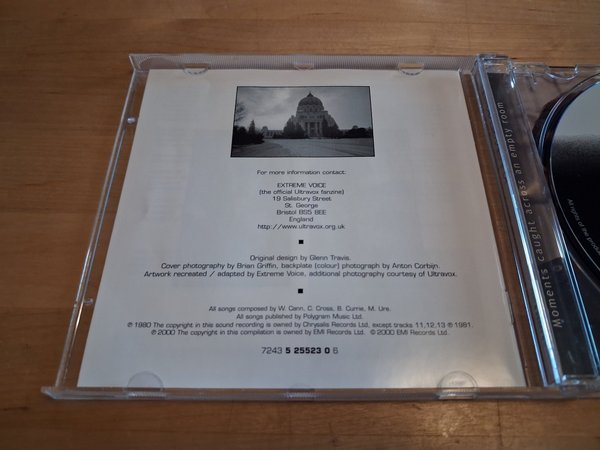 For more information contact:
EXTREME VOICE
(the official Ultravox fanzine)
19 Salisbury Street
St. George
Bristol BS5 8EE
England
http://www.ultravox.org.uk
Original design by Glenn Travis.
Cover photography by Brian Griffin, backplate (colour) photograph by Anton Corbijn.
Artwork recreated / adapted by Extreme Voice, additional photography courtesy of Ultravox.
All songs composed by W. Cann, C. Cross, B. Currie, M. Ure.
All songs published by Polygram Music Ltd.
℗ 1980 The copyright in this sound recording is owned by Chrysalis Records Ltd, except tracks 11,12,13 ℗ 1981.
℗ 2000 The copyright in this compilation is owned by EMI Records Ltd. © 2000 EMI Records Ltd.
7243 5 25523 0 6
Moments caught across an empty room